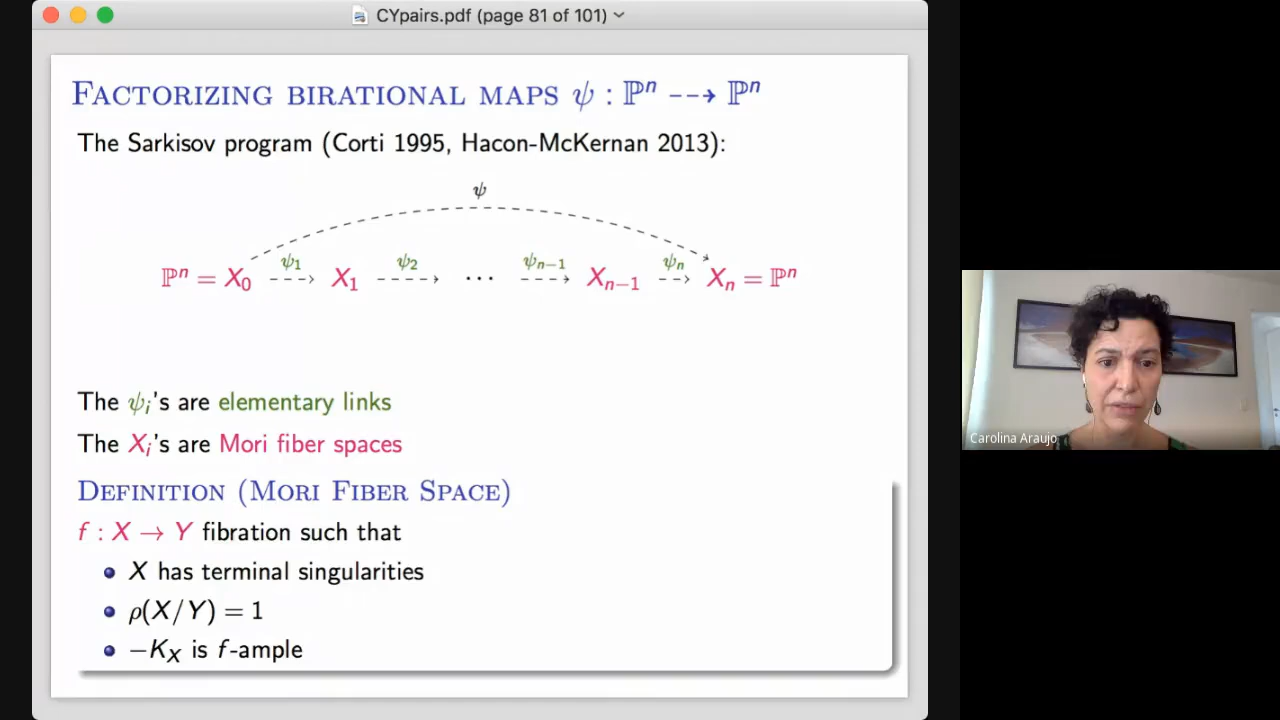 CYpairs.pdf (page 81 of 101)
FACTORIZING BIRATIONAL MAPS ψ : ℙⁿ --→ ℙⁿ
The Sarkisov program (Corti 1995, Hacon-McKernan 2013):
ψ
ψ₁ ψ₂ ψₙ₋₁ ψₙ
ℙⁿ = X₀ --→ X₁ --→ ⋯ --→ Xₙ₋₁ --→ Xₙ = ℙⁿ
The ψᵢ's are elementary links
The Xᵢ's are Mori fiber spaces
DEFINITION (MORI FIBER SPACE)
f : X → Y fibration such that
• X has terminal singularities
• ρ(X/Y) = 1
• −K_X is f-ample
Carolina Araujo